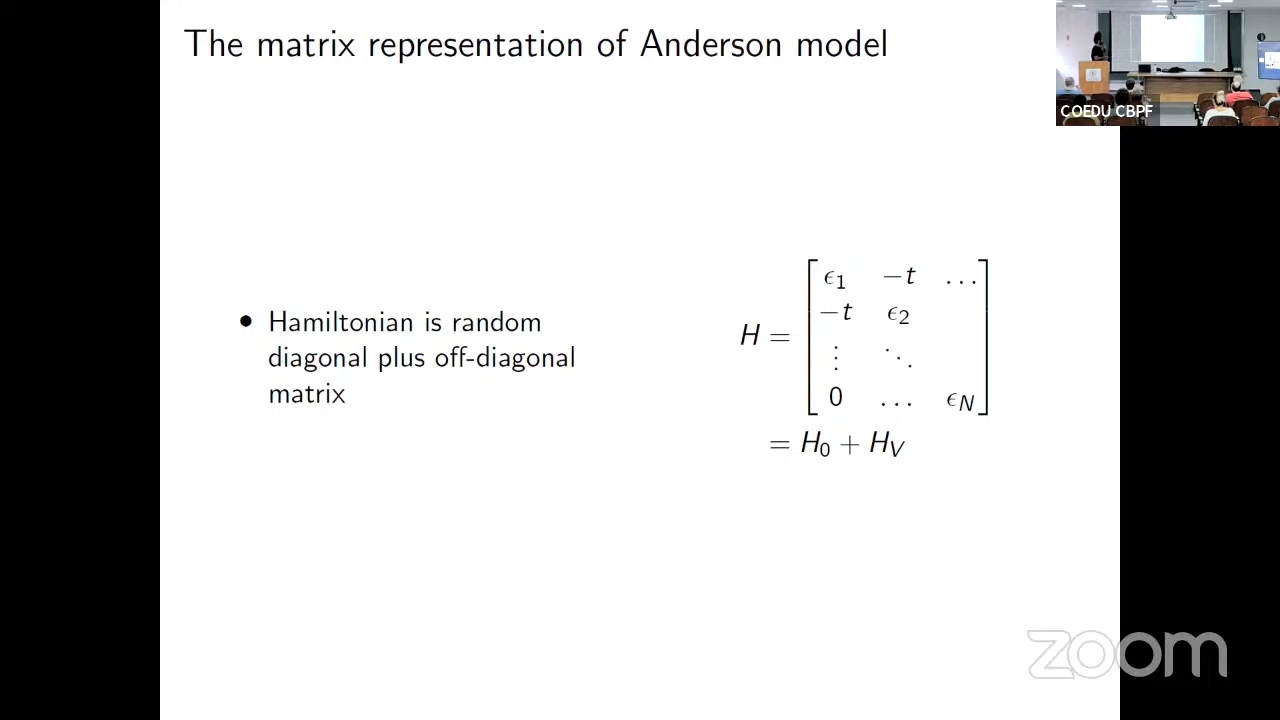 The matrix representation of Anderson model
COEDU CBPF
• Hamiltonian is random
diagonal plus off-diagonal
matrix
H = [ ϵ1 −t …
−t ϵ2
⋮ ⋱
0 … ϵN ]
= H0 + HV
zoom